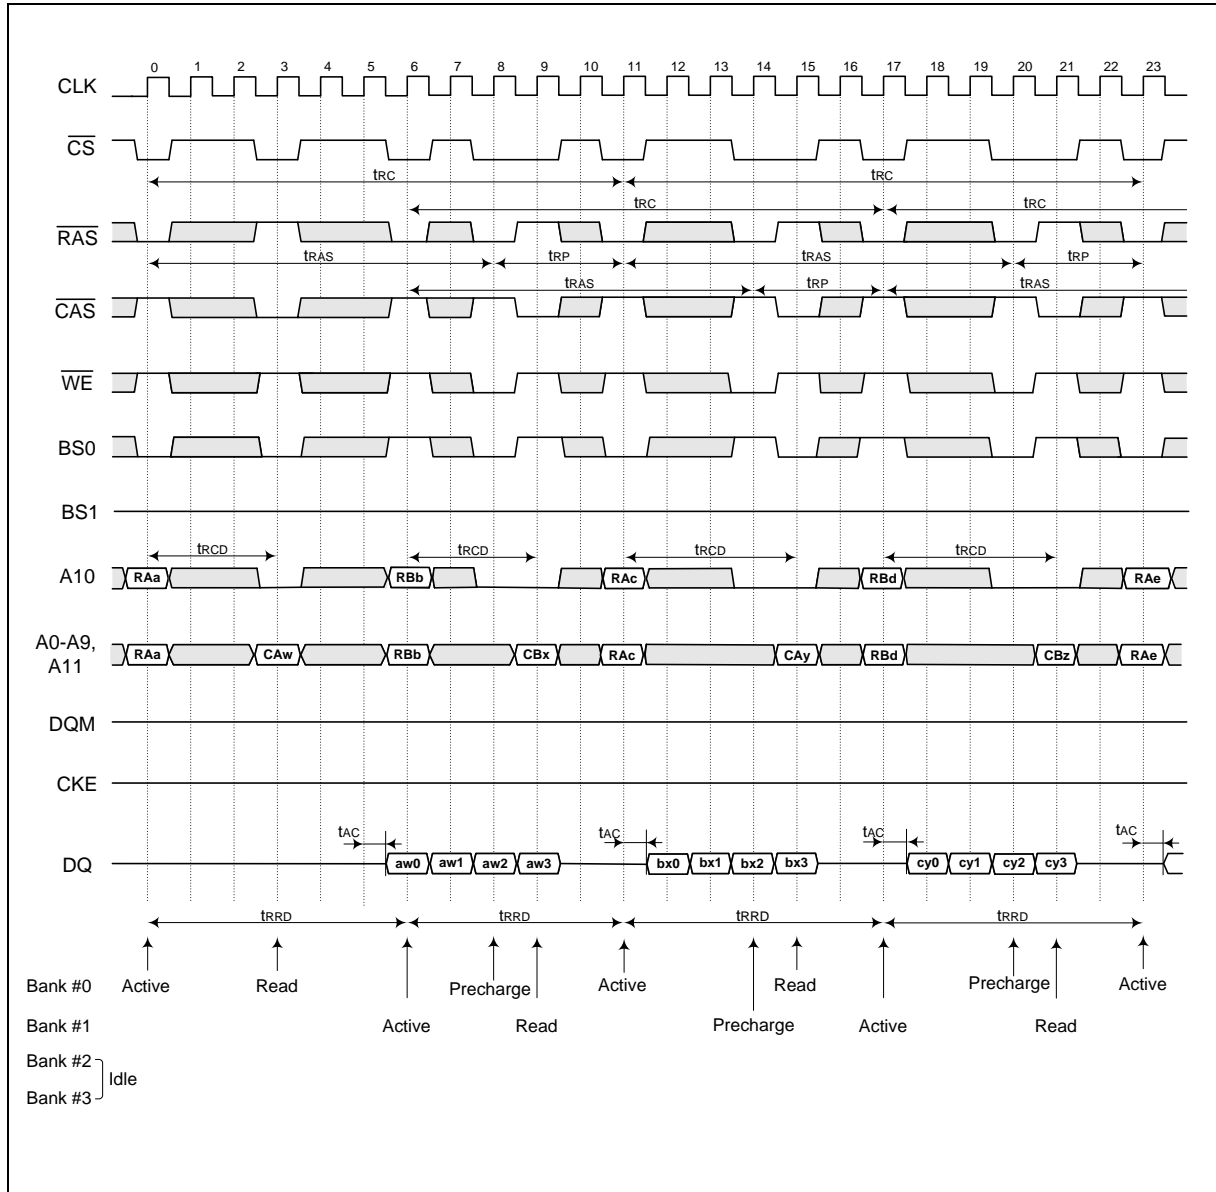 0 1 2 3 4 5 6 7 8 9 10 11 12 13 14 15 16 17 18 19 20 21 22 23
CLK
CS
tRC tRC
tRC tRC
RAS
tRAS tRP tRAS tRP
tRAS tRP tRAS
CAS
WE
BS0
BS1
tRCD tRCD tRCD tRCD
A10 RAa RBb RAc RBd RAe
A0-A9,
A11
RAa CAw RBb CBx RAc CAy RBd CBz RAe
DQM
CKE
tAC tAC tAC tAC
DQ aw0 aw1 aw2 aw3 bx0 bx1 bx2 bx3 cy0 cy1 cy2 cy3
tRRD tRRD tRRD tRRD
Bank #0 Active Read Precharge Active Read Precharge Active
Bank #1 Active Read Precharge Active Read
Bank #2
Idle
Bank #3